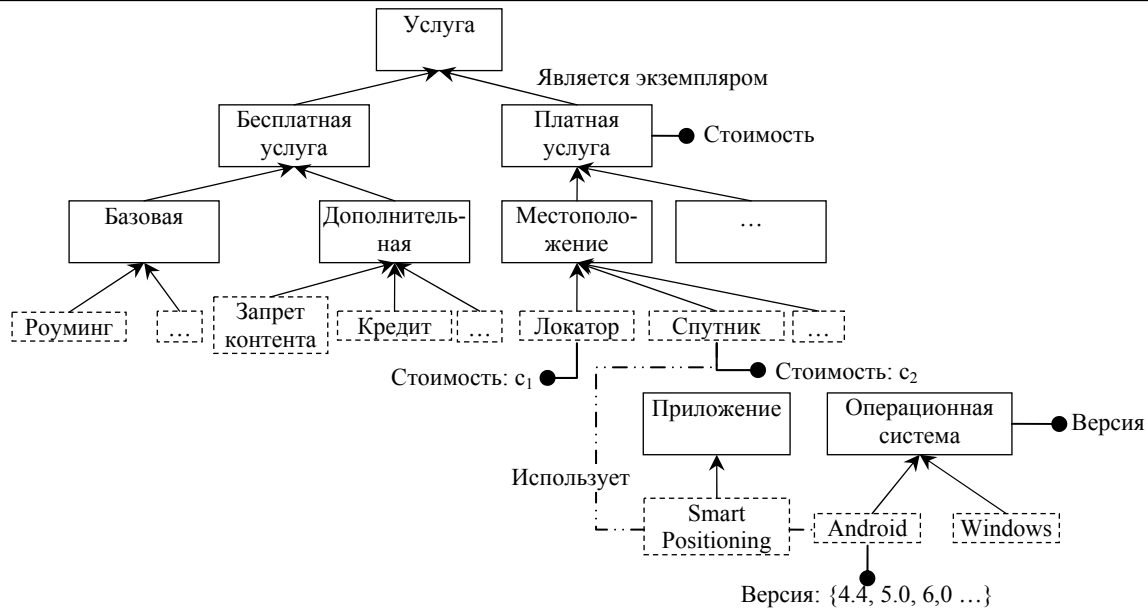 Услуга
Является экземпляром
Бесплатная
услуга
Платная
услуга
Стоимость
Базовая
Дополнитель-
ная
Местополо-
жение
…
Роуминг
…
Запрет
контента
Кредит
…
Локатор
Спутник
…
Стоимость: c₁
Стоимость: c₂
Приложение
Операционная
система
Версия
Использует
Smart
Positioning
Android
Windows
Версия: {4.4, 5.0, 6,0 …}